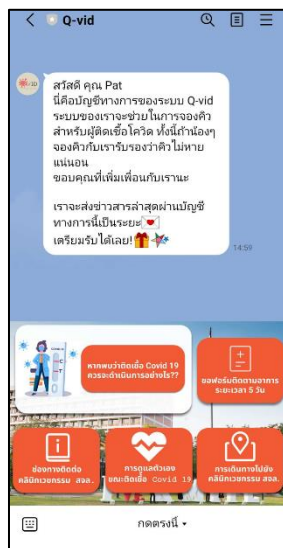 Q-vid
สวัสดี คุณ Pat
นี่คือบัญชีทางการของระบบ Q-vid
ระบบของเราจะช่วยในการจองคิว
สำหรับผู้ติดเชื้อโควิด ทั้งนี้ถ้าน้องๆ
จองคิวกับเรารับรองว่าคิวไม่หาย
แน่นอน
ขอบคุณที่เพิ่มเพื่อนกับเรานะ
เราจะส่งข่าวสารล่าสุดผ่านบัญชี
ทางการนี้เป็นระยะ💌
เตรียมรับได้เลย!🎁🎉
14:59
หากพบว่าติดเชื้อ Covid 19
ควรจะดำเนินการอย่างไร??
ขอฟอร์มติดตามอาการ
ระยะเวลา 5 วัน
ช่องทางติดต่อ
คลินิกเวชกรรม สจล.
การดูแลตัวเอง
ขณะติดเชื้อ Covid 19
การเดินทางไปยัง
คลินิกเวชกรรม สจล.
กดตรงนี้